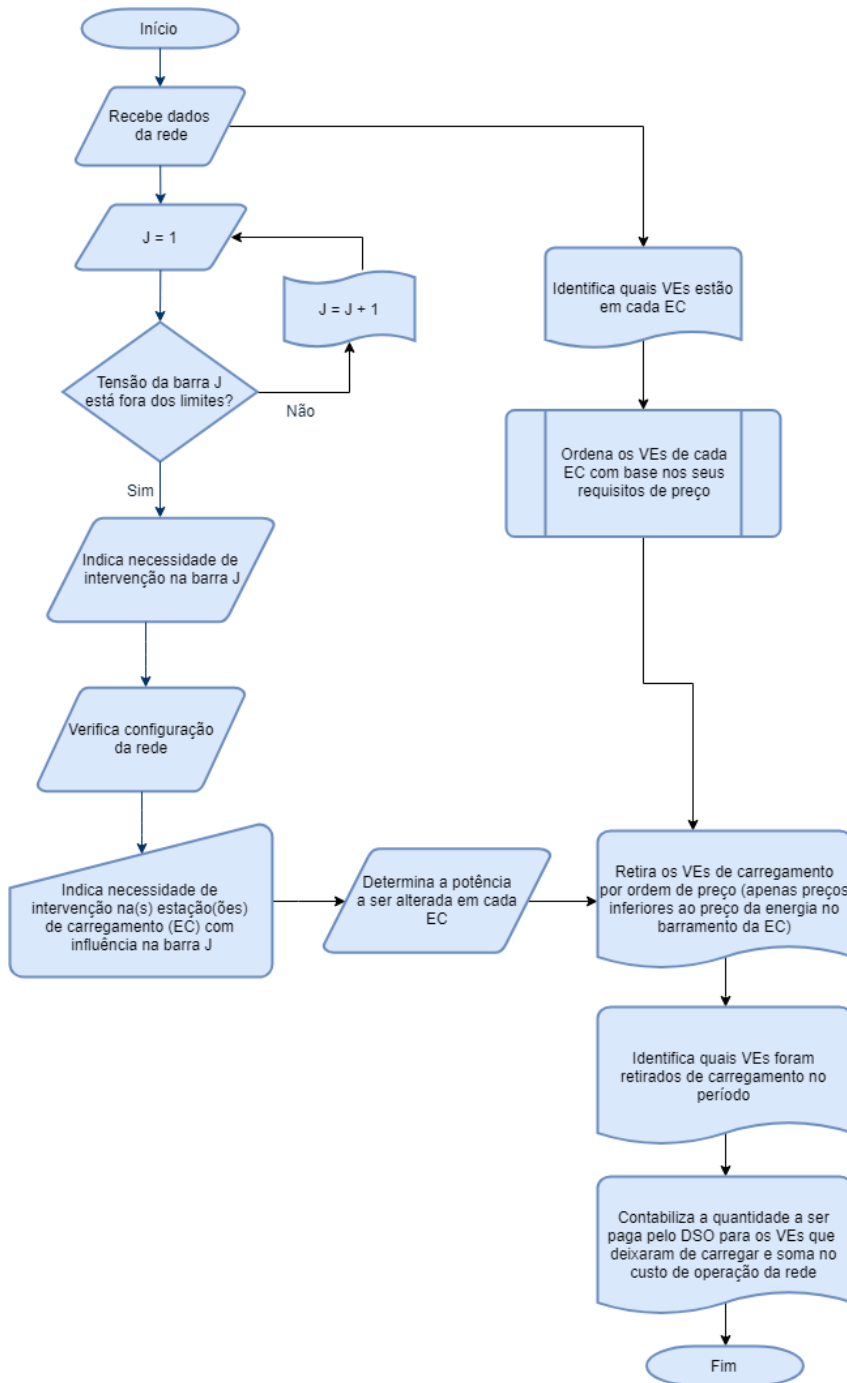 Início
Recebe dados
da rede
J = 1
J = J + 1
Identifica quais VEs estão
em cada EC
Tensão da barra J
está fora dos limites?
Não
Sim
Ordena os VEs de cada
EC com base nos seus
requisitos de preço
Indica necessidade de
intervenção na barra J
Verifica configuração
da rede
Indica necessidade de
intervenção na(s) estação(ões)
de carregamento (EC) com
influência na barra J
Determina a potência
a ser alterada em cada
EC
Retira os VEs de carregamento
por ordem de preço (apenas preços
inferiores ao preço da energia no
barramento da EC)
Identifica quais VEs foram
retirados de carregamento no
período
Contabiliza a quantidade a ser
paga pelo DSO para os VEs que
deixaram de carregar e soma no
custo de operação da rede
Fim